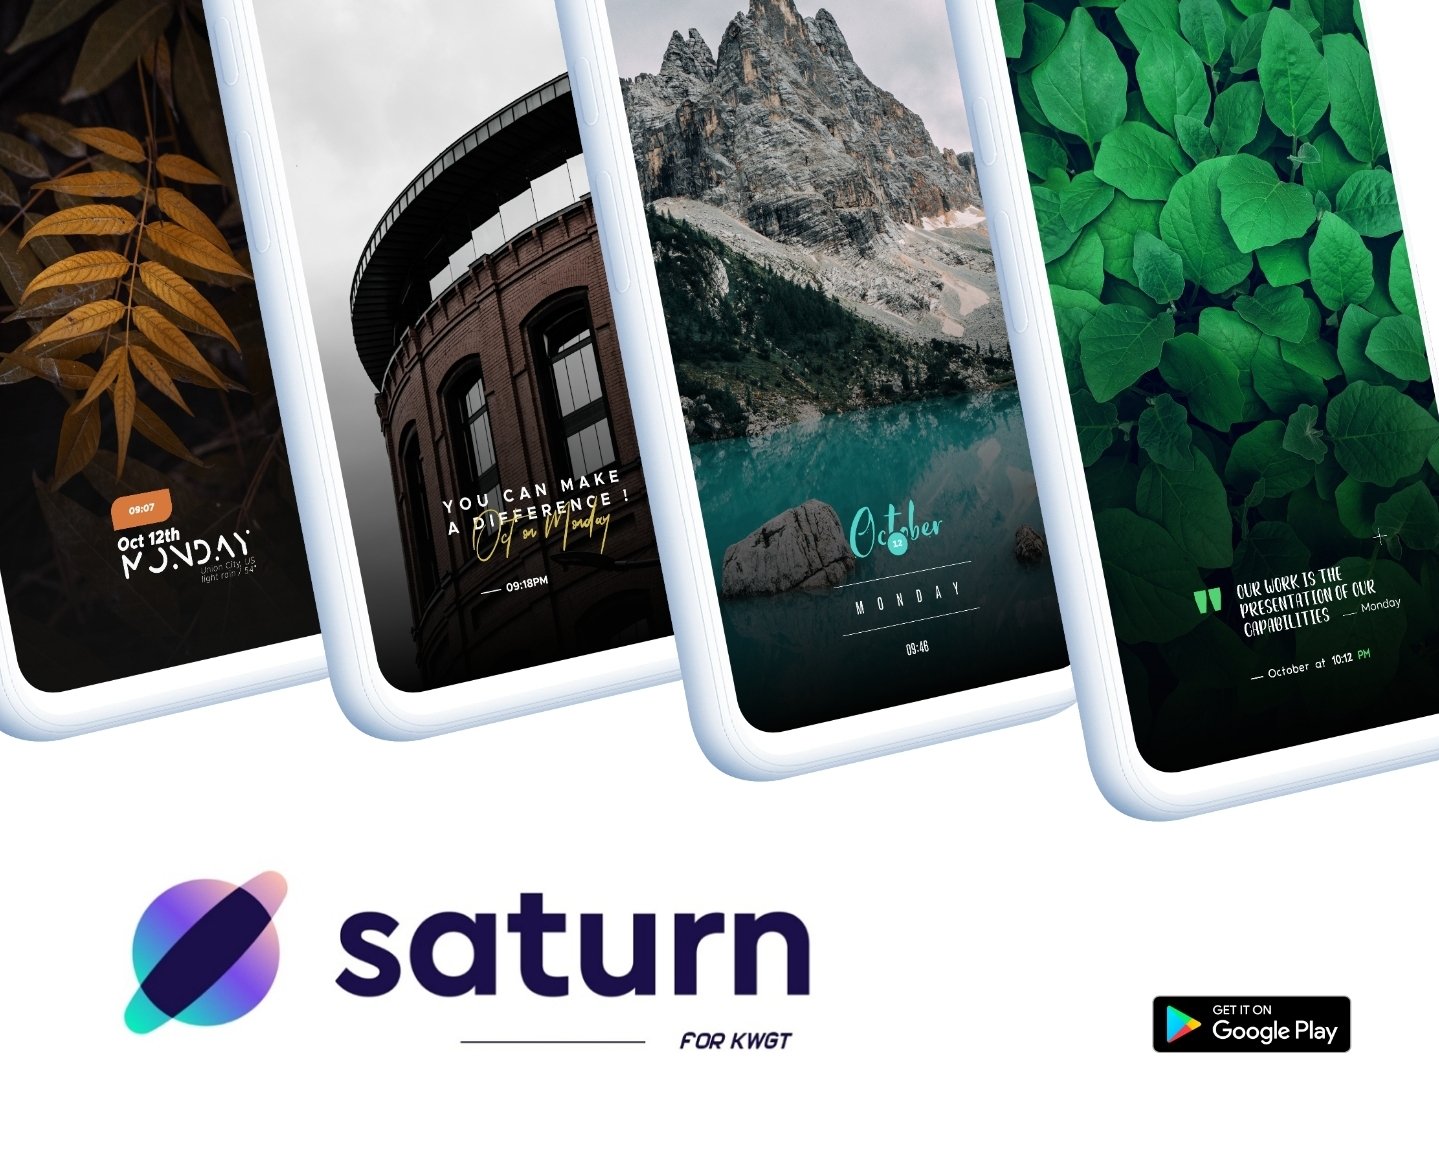 09:07
Oct 12th
MONDAY
Union City, US
light rain / 54°
YOU CAN MAKE
A DIFFERENCE !
Oct on Monday
09:18PM
October
12
MONDAY
09:46
OUR WORK IS THE
PRESENTATION OF OUR
CAPABILITIES — Monday
— October at 10:12 PM
saturn
FOR KWGT
GET IT ON
Google Play